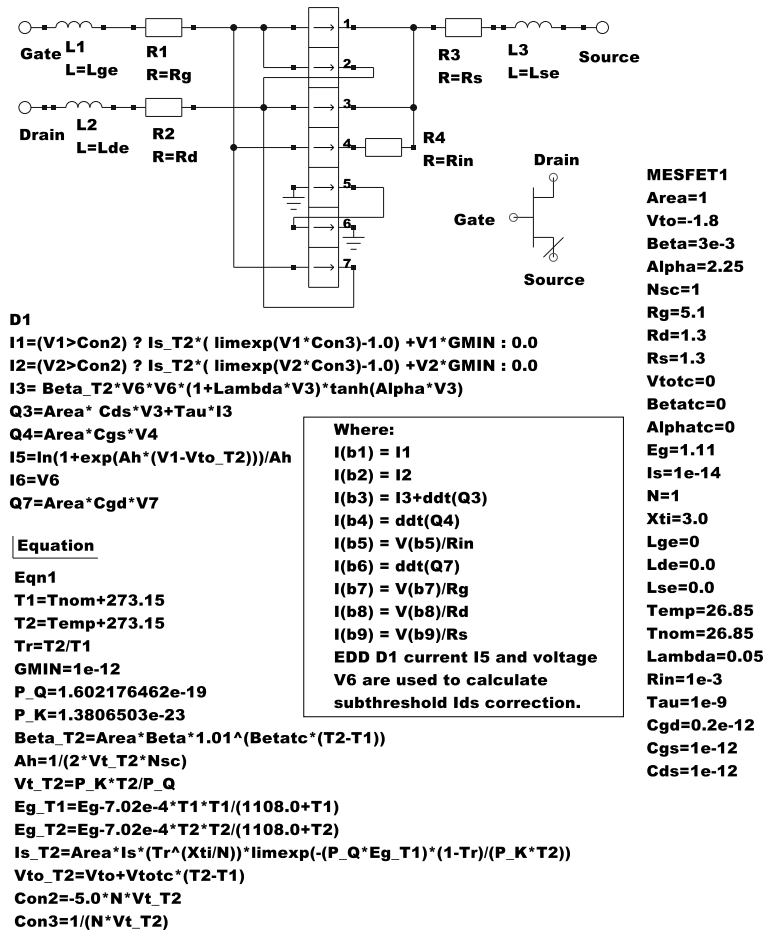 Gate
L1
L=Lge
R1
R=Rg
1
2
3
4
5
6
7
R3
R=Rs
L3
L=Lse
Source
Drain
L2
L=Lde
R2
R=Rd
R4
R=Rin
Drain
Gate
Source
MESFET1
Area=1
Vto=-1.8
Beta=3e-3
Alpha=2.25
Nsc=1
Rg=5.1
Rd=1.3
Rs=1.3
Vtotc=0
Betatc=0
Alphatc=0
Eg=1.11
Is=1e-14
N=1
Xti=3.0
Lge=0
Lde=0.0
Lse=0.0
Temp=26.85
Tnom=26.85
Lambda=0.05
Rin=1e-3
Tau=1e-9
Cgd=0.2e-12
Cgs=1e-12
Cds=1e-12
D1
I1=(V1>Con2) ? Is_T2*( limexp(V1*Con3)-1.0) +V1*GMIN : 0.0
I2=(V2>Con2) ? Is_T2*( limexp(V2*Con3)-1.0) +V2*GMIN : 0.0
I3= Beta_T2*V6*V6*(1+Lambda*V3)*tanh(Alpha*V3)
Q3=Area* Cds*V3+Tau*I3
Q4=Area*Cgs*V4
I5=ln(1+exp(Ah*(V1-Vto_T2)))/Ah
I6=V6
Q7=Area*Cgd*V7
Where:
I(b1) = I1
I(b2) = I2
I(b3) = I3+ddt(Q3)
I(b4) = ddt(Q4)
I(b5) = V(b5)/Rin
I(b6) = ddt(Q7)
I(b7) = V(b7)/Rg
I(b8) = V(b8)/Rd
I(b9) = V(b9)/Rs
EDD D1 current I5 and voltage
V6 are used to calculate
subthreshold Ids correction.
Equation
Eqn1
T1=Tnom+273.15
T2=Temp+273.15
Tr=T2/T1
GMIN=1e-12
P_Q=1.602176462e-19
P_K=1.3806503e-23
Beta_T2=Area*Beta*1.01^(Betatc*(T2-T1))
Ah=1/(2*Vt_T2*Nsc)
Vt_T2=P_K*T2/P_Q
Eg_T1=Eg-7.02e-4*T1*T1/(1108.0+T1)
Eg_T2=Eg-7.02e-4*T2*T2/(1108.0+T2)
Is_T2=Area*Is*(Tr^(Xti/N))*limexp(-(P_Q*Eg_T1)*(1-Tr)/(P_K*T2))
Vto_T2=Vto+Vtotc*(T2-T1)
Con2=-5.0*N*Vt_T2
Con3=1/(N*Vt_T2)